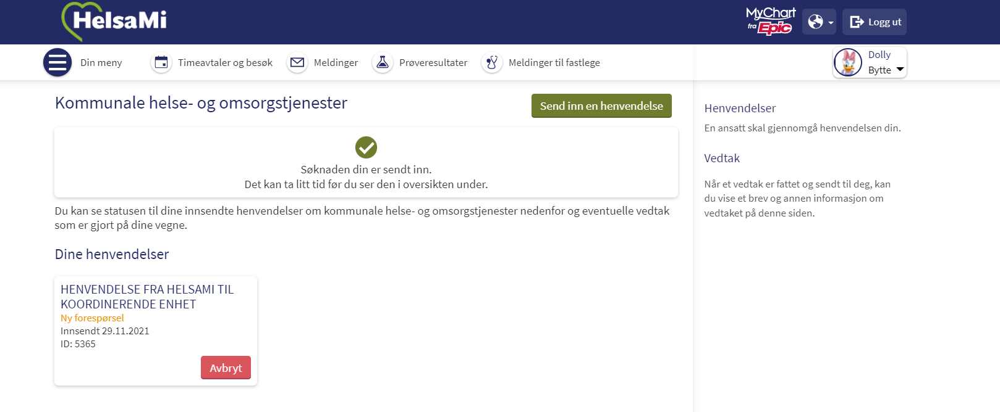 HelsaMi
MyChart
fra Epic
Logg ut
Din meny
Timeavtaler og besøk
Meldinger
Prøveresultater
Meldinger til fastlege
Dolly
Bytte
Kommunale helse- og omsorgstjenester
Send inn en henvendelse
Søknaden din er sendt inn.
Det kan ta litt tid før du ser den i oversikten under.
Du kan se statusen til dine innsendte henvendelser om kommunale helse- og omsorgstjenester nedenfor og eventuelle vedtak
som er gjort på dine vegne.
Dine henvendelser
HENVENDELSE FRA HELSAMI TIL
KOORDINERENDE ENHET
Ny forespørsel
Innsendt 29.11.2021
ID: 5365
Avbryt
Henvendelser
En ansatt skal gjennomgå henvendelsen din.
Vedtak
Når et vedtak er fattet og sendt til deg, kan
du vise et brev og annen informasjon om
vedtaket på denne siden.